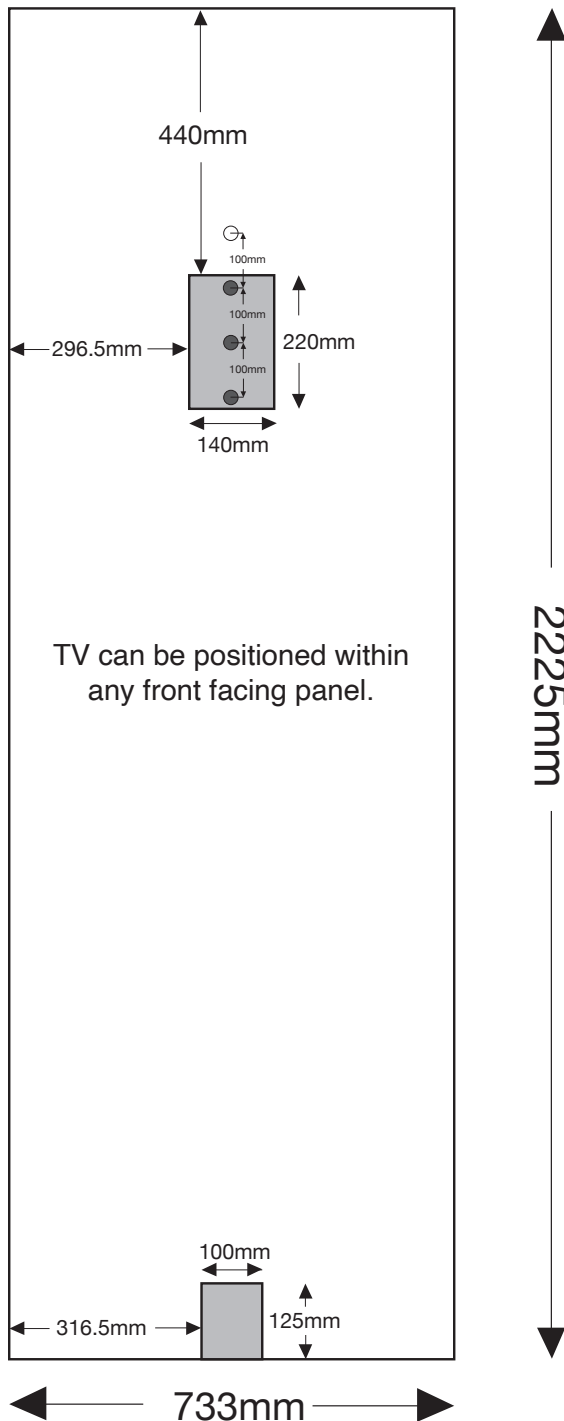 440mm
100mm
100mm
296.5mm
220mm
100mm
140mm
TV can be positioned within
any front facing panel.
2225mm
100mm
316.5mm
125mm
733mm